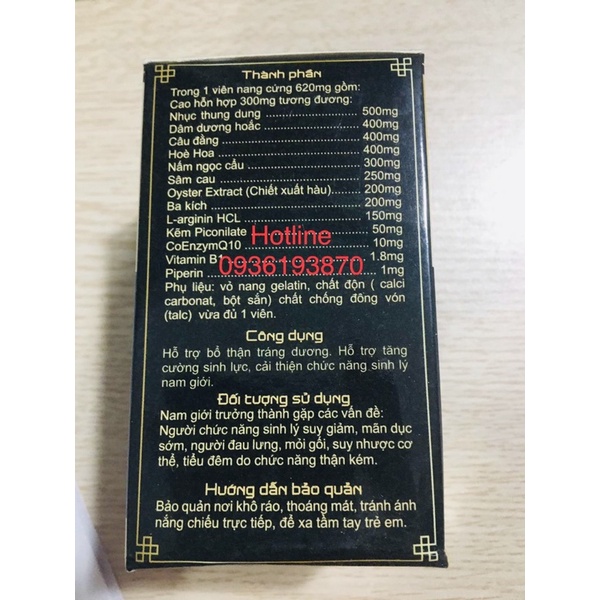 Thành phần
Trong 1 viên nang cứng 620mg gồm:
Cao hỗn hợp 300mg tương đương:
Nhục thung dung ........ 500mg
Dâm dương hoắc ........ 400mg
Câu đằng ........ 400mg
Hoè Hoa ........ 400mg
Nấm ngọc cẩu ........ 300mg
Sâm cau ........ 250mg
Oyster Extract (Chiết xuất hàu)........ 200mg
Ba kích ........ 200mg
L-arginin HCL ........ 150mg
Kẽm Piconilate ........ 50mg
CoEnzymQ10 ........ 10mg
Vitamin B1 ........ 1.8mg
Piperin ........ 1mg
Hotline
0936193870
Phụ liệu: vỏ nang gelatin, chất độn ( calci
carbonat, bột sắn) chất chống đông vón
(talc) vừa đủ 1 viên.
Công dụng
Hỗ trợ bổ thận tráng dương. Hỗ trợ tăng
cường sinh lực, cải thiện chức năng sinh lý
nam giới.
Đối tượng sử dụng
Nam giới trưởng thành gặp các vấn đề:
Người chức năng sinh lý suy giảm, mãn dục
sớm, người đau lưng, mỏi gối, suy nhược cơ
thể, tiểu đêm do chức năng thận kém.
Hướng dẫn bảo quản
Bảo quản nơi khô ráo, thoáng mát, tránh ánh
nắng chiếu trực tiếp, để xa tầm tay trẻ em.